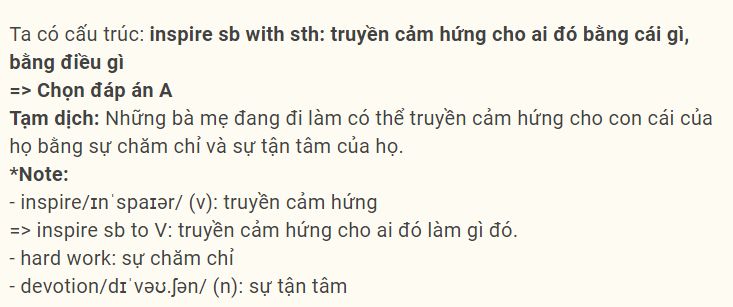 Ta có cấu trúc: inspire sb with sth: truyền cảm hứng cho ai đó bằng cái gì,
bằng điều gì
=> Chọn đáp án A
Tạm dịch: Những bà mẹ đang đi làm có thể truyền cảm hứng cho con cái của
họ bằng sự chăm chỉ và sự tận tâm của họ.
*Note:
- inspire/ɪnˈspaɪər/ (v): truyền cảm hứng
=> inspire sb to V: truyền cảm hứng cho ai đó làm gì đó.
- hard work: sự chăm chỉ
- devotion/dɪˈvəʊ.ʃən/ (n): sự tận tâm